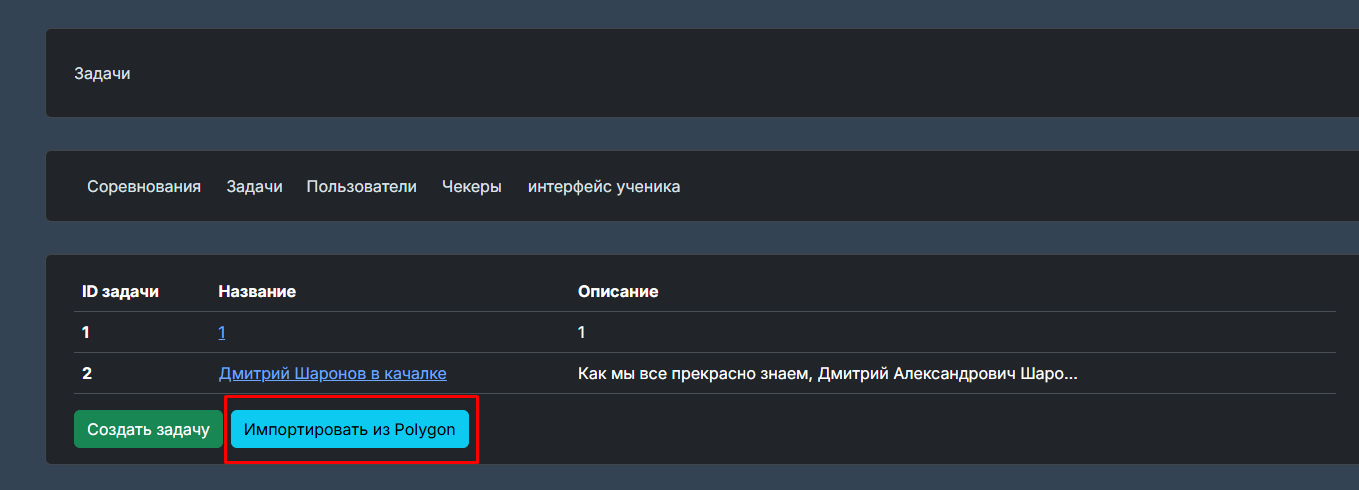 Задачи
Соревнования Задачи Пользователи Чекеры интерфейс ученика
ID задачи Название Описание
1 1 1
2 Дмитрий Шаронов в качалке Как мы все прекрасно знаем, Дмитрий Александрович Шаро...
Создать задачу Импортировать из Polygon